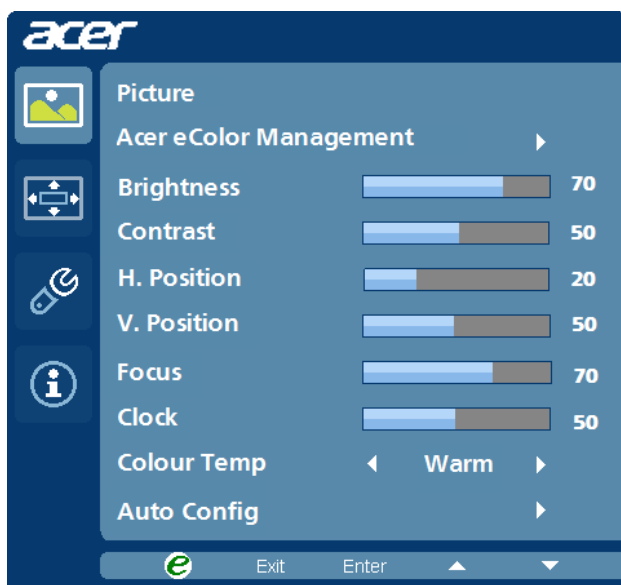 acer
Picture
Acer eColor Management
Brightness 70
Contrast 50
H. Position 20
V. Position 50
Focus 70
Clock 50
Colour Temp Warm
Auto Config
e Exit Enter